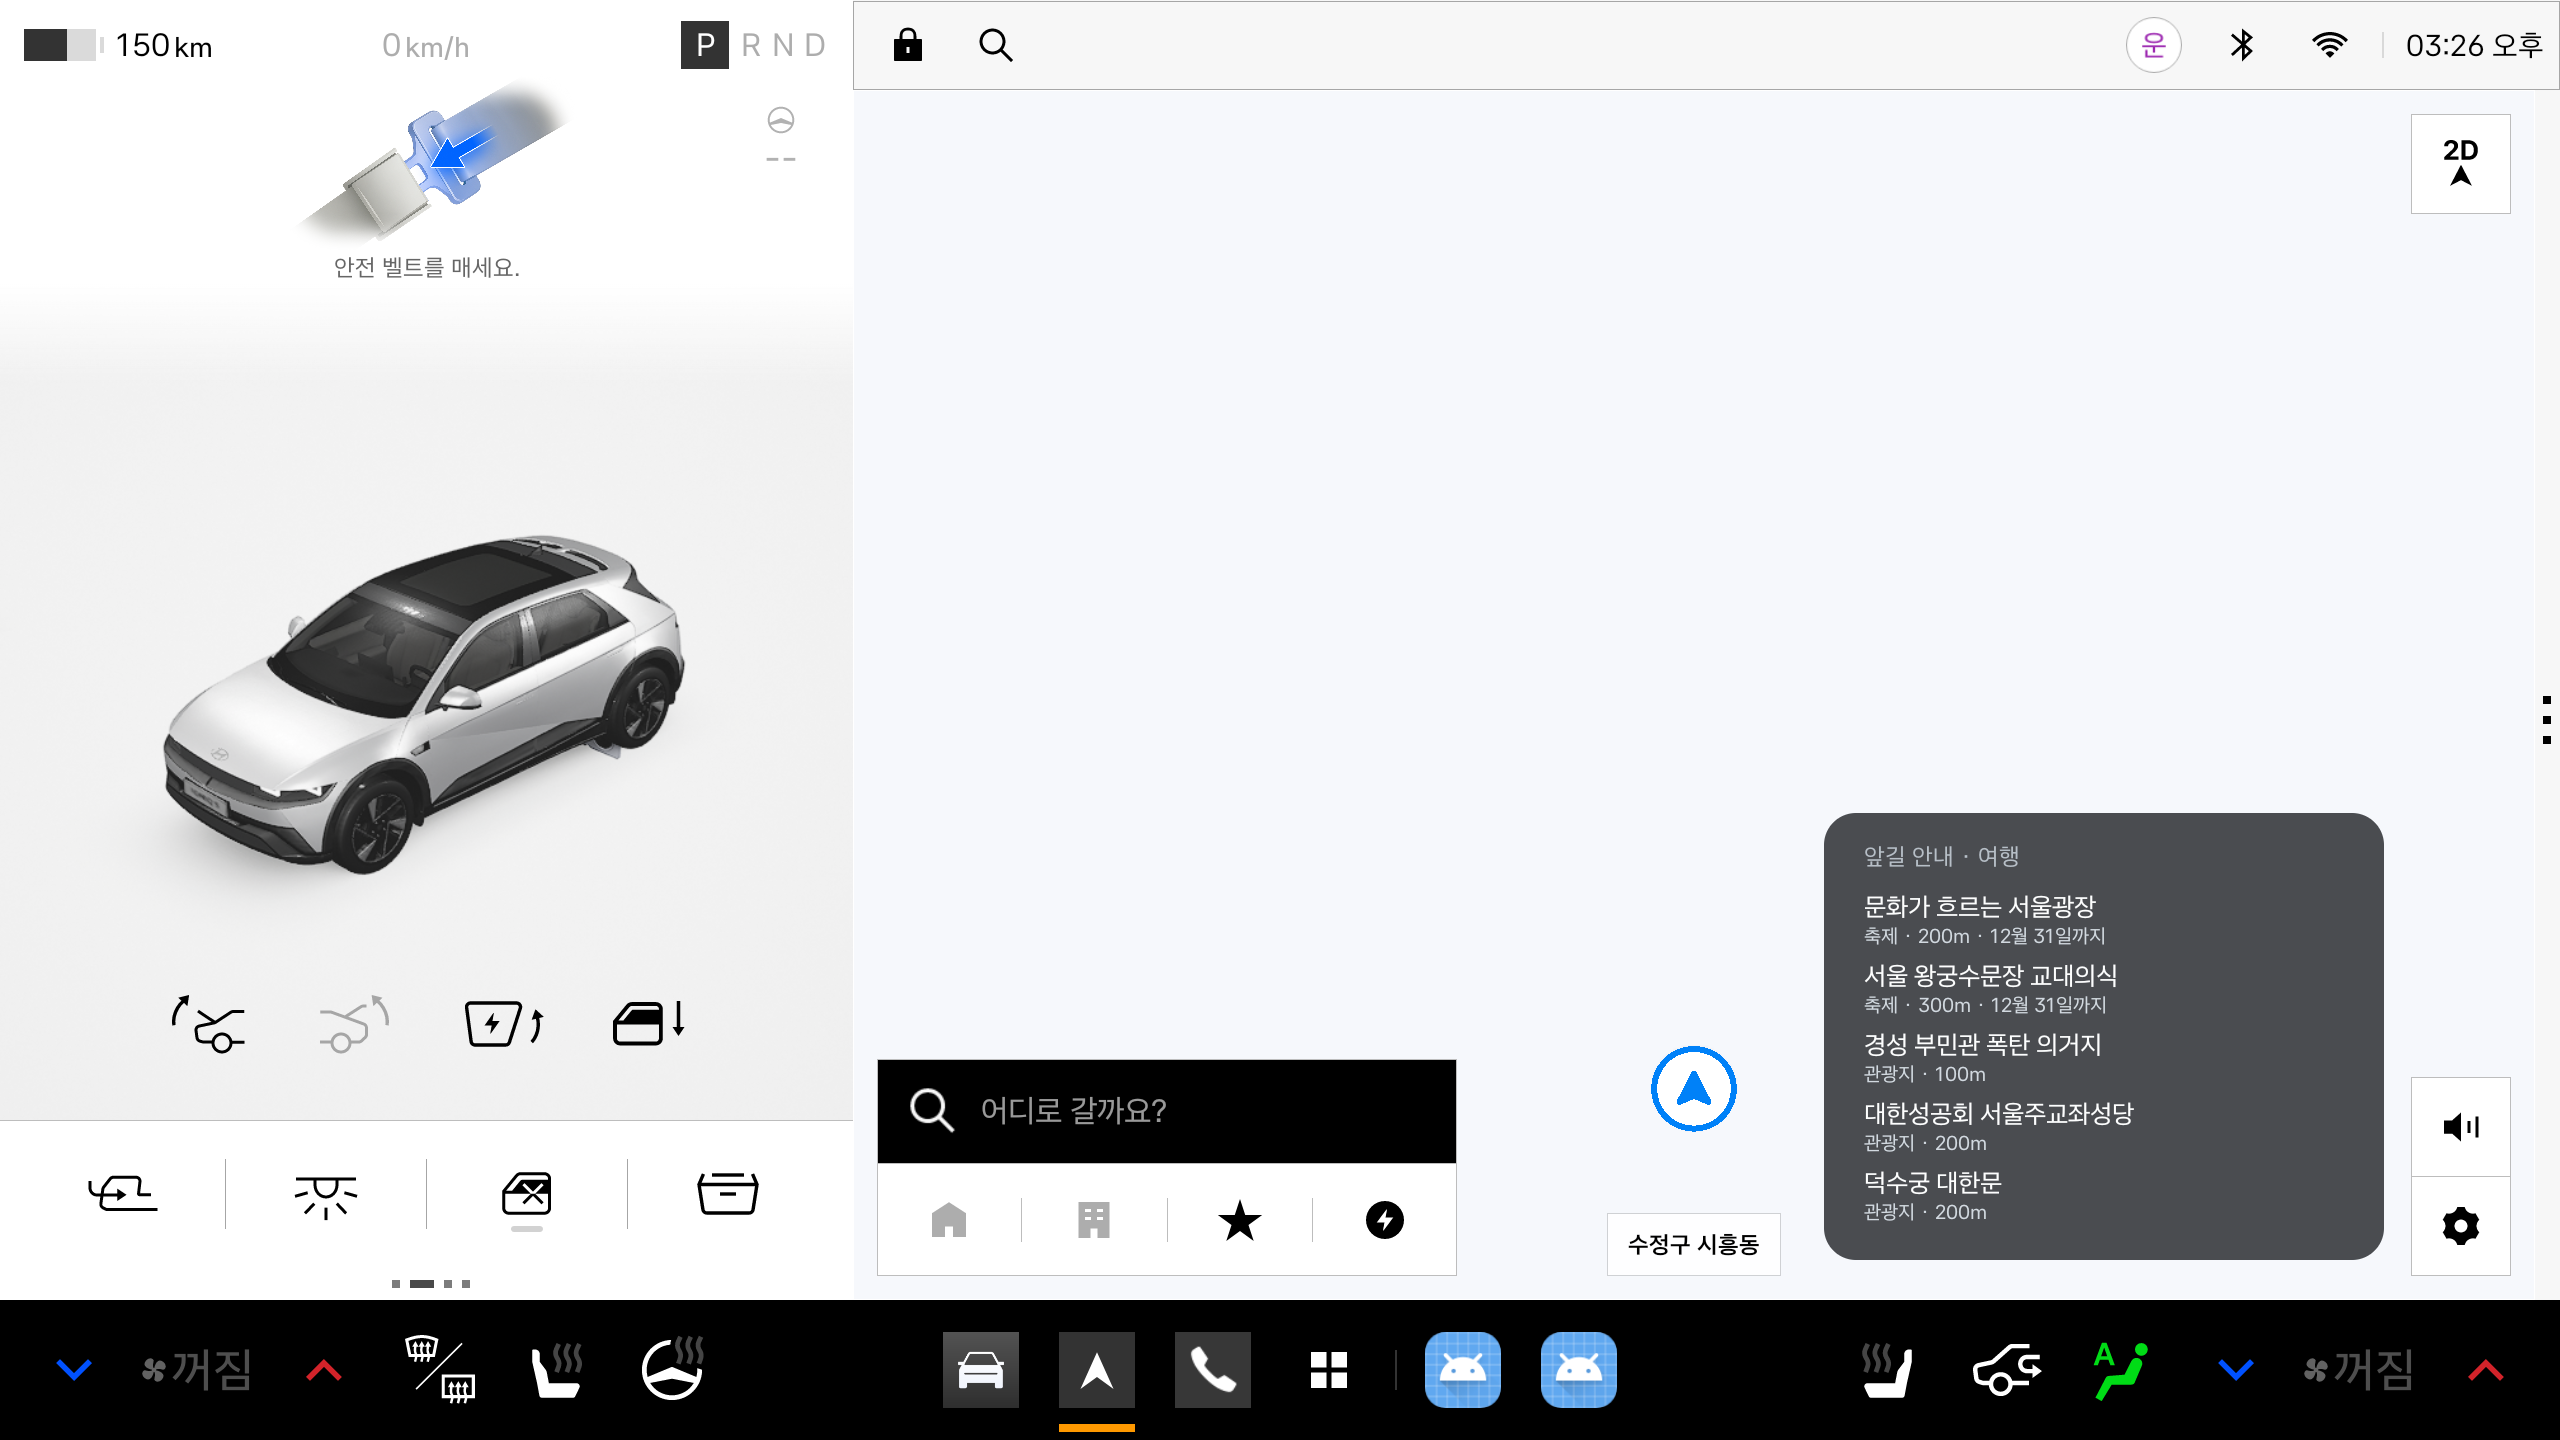 150 km
0 km/h
P R N D
안전 벨트를 매세요.
운
03:26 오후
2D
앞길 안내 · 여행
문화가 흐르는 서울광장
축제 · 200m · 12월 31일까지
서울 왕궁수문장 교대의식
축제 · 300m · 12월 31일까지
경성 부민관 폭탄 의거지
관광지 · 100m
대한성공회 서울주교좌성당
관광지 · 200m
덕수궁 대한문
관광지 · 200m
어디로 갈까요?
수정구 시흥동
꺼짐
A
꺼짐